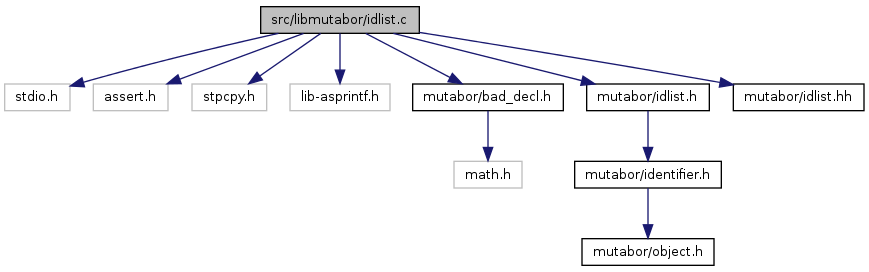 src/libmutabor/idlist.c
stdio.h
assert.h
stpcpy.h
lib-asprintf.h
mutabor/bad_decl.h
mutabor/idlist.h
mutabor/idlist.hh
math.h
mutabor/identifier.h
mutabor/object.h